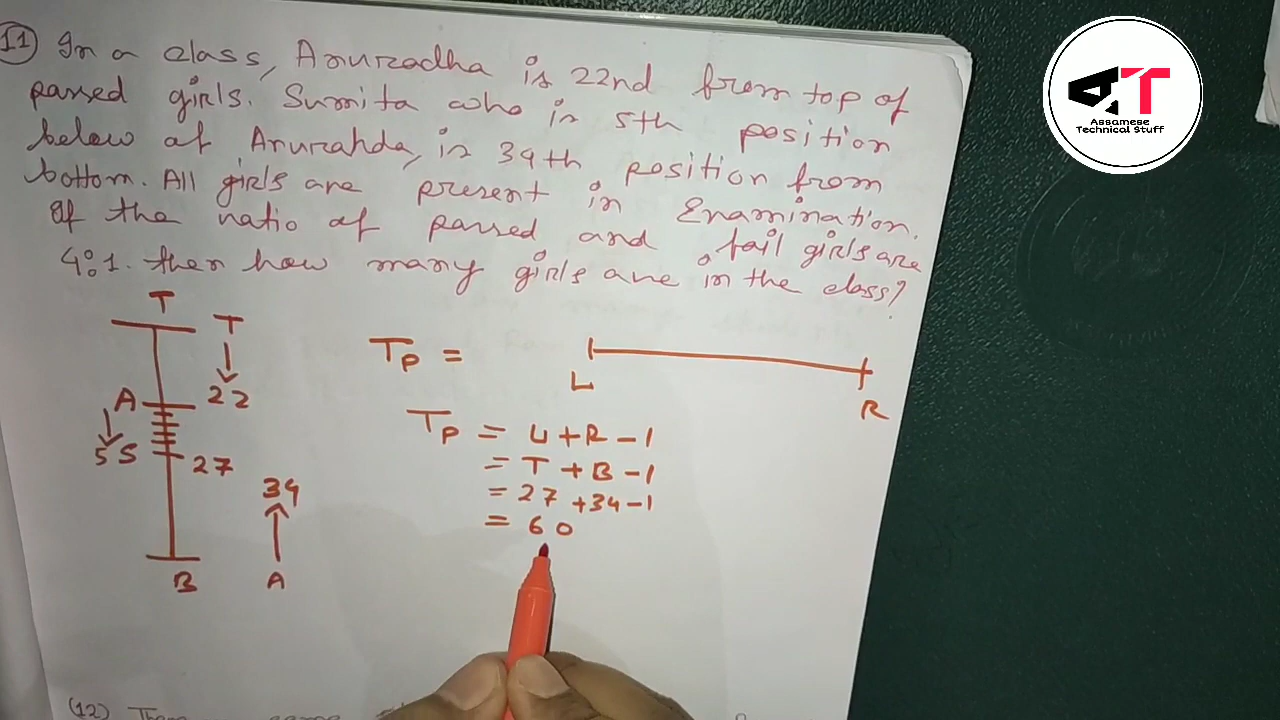 11 In a class, Anuradha is 22nd from top of
passed girls. Sumita who is 5th position
below of Anurahda, is 34th position from
bottom. All girls are present in Examination.
If the ratio of passed and fail girls are
4:1. then how many girls are in the class?
T
T
22
A
5 S
27
34
B
A
TP =
L
R
TP = L + R - 1
= T + B - 1
= 27 + 34 - 1
= 60
(12)
AT
Assamese
Technical Stuff